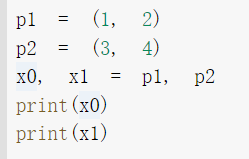 p1 = (1, 2)
p2 = (3, 4)
x0, x1 = p1, p2
print(x0)
print(x1)